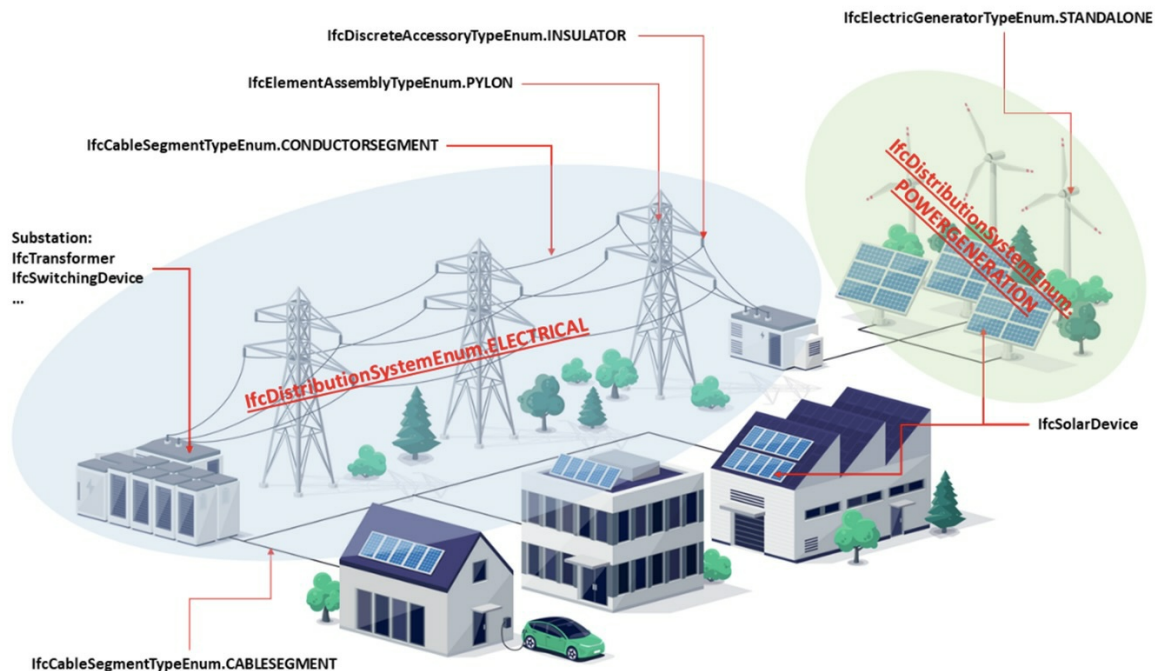 IfcElectricGeneratorTypeEnum.STANDALONE
IfcDiscreteAccessoryTypeEnum.INSULATOR
IfcElementAssemblyTypeEnum.PYLON
IfcCableSegmentTypeEnum.CONDUCTORSEGMENT
IfcDistributionSystemEnum.
POWERGENERATION
Substation:
IfcTransformer
IfcSwitchingDevice
...
IfcDistributionSystemEnum.ELECTRICAL
IfcSolarDevice
IfcCableSegmentTypeEnum.CABLESEGMENT